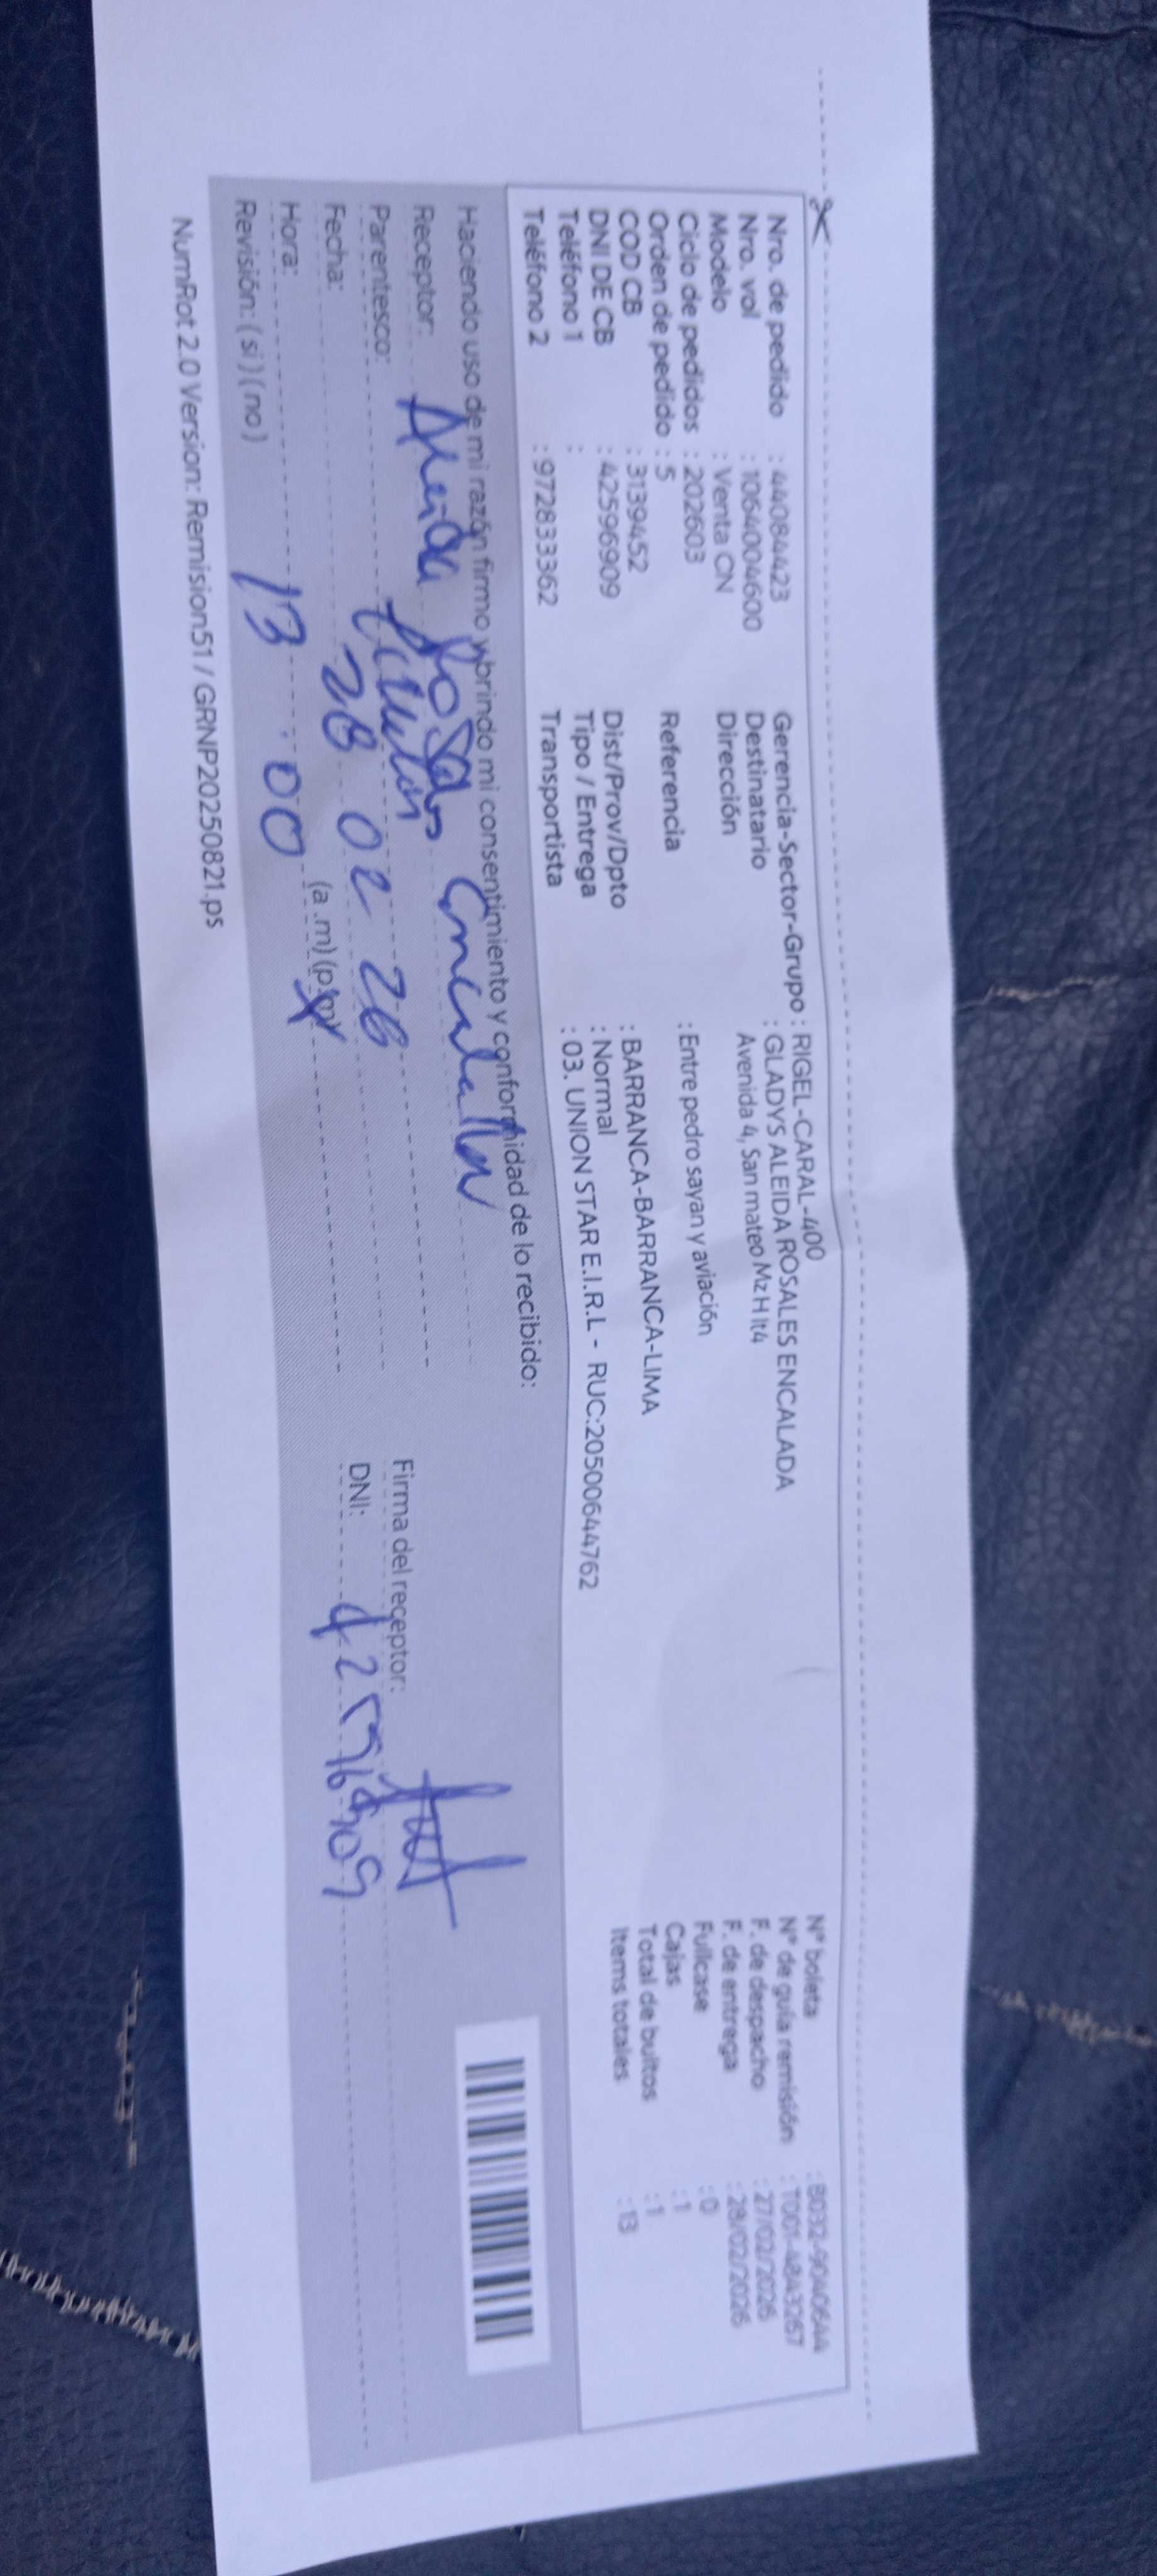 Nro. de pedido : 44084423
Nro. vol : 1064004600
Modelo : Venta CN
Ciclo de pedidos : 202603
Orden de pedido : 5
COD CB : 3139452
DNI DE CB : 42596909
Teléfono 1 :
Teléfono 2 : 972833362
Gerencia-Sector-Grupo : RIGEL-CARAL-400
Destinatario : GLADYS ALEIDA ROSALES ENCALADA
Dirección Avenida 4, San mateo Mz H lt4
Referencia : Entre pedro sayan y aviación
Dist/Prov/Dpto : BARRANCA-BARRANCA-LIMA
Tipo / Entrega : Normal
Transportista : 03. UNION STAR E.I.R.L - RUC:20500644762
N° boleta : B032-9040644
N° de guía remisión : T001-4843267
F. de despacho : 27/02/2026
F. de entrega : 28/02/2026
Fullcase : 0
Cajas : 1
Total de bultos : 1
Items totales : 13
Haciendo uso de mi razón firmo y brindo mi consentimiento y conformidad de lo recibido:
Receptor: Aleida Rosales Encalada
Parentesco: titular
Fecha: 28 02 26
Hora: 13:00 (a.m) (p.m)
Revisión: (si) (no)
Firma del receptor:
DNI: 42596909
NumRot 2.0 Version: Remision51 / GRNP20250821.ps